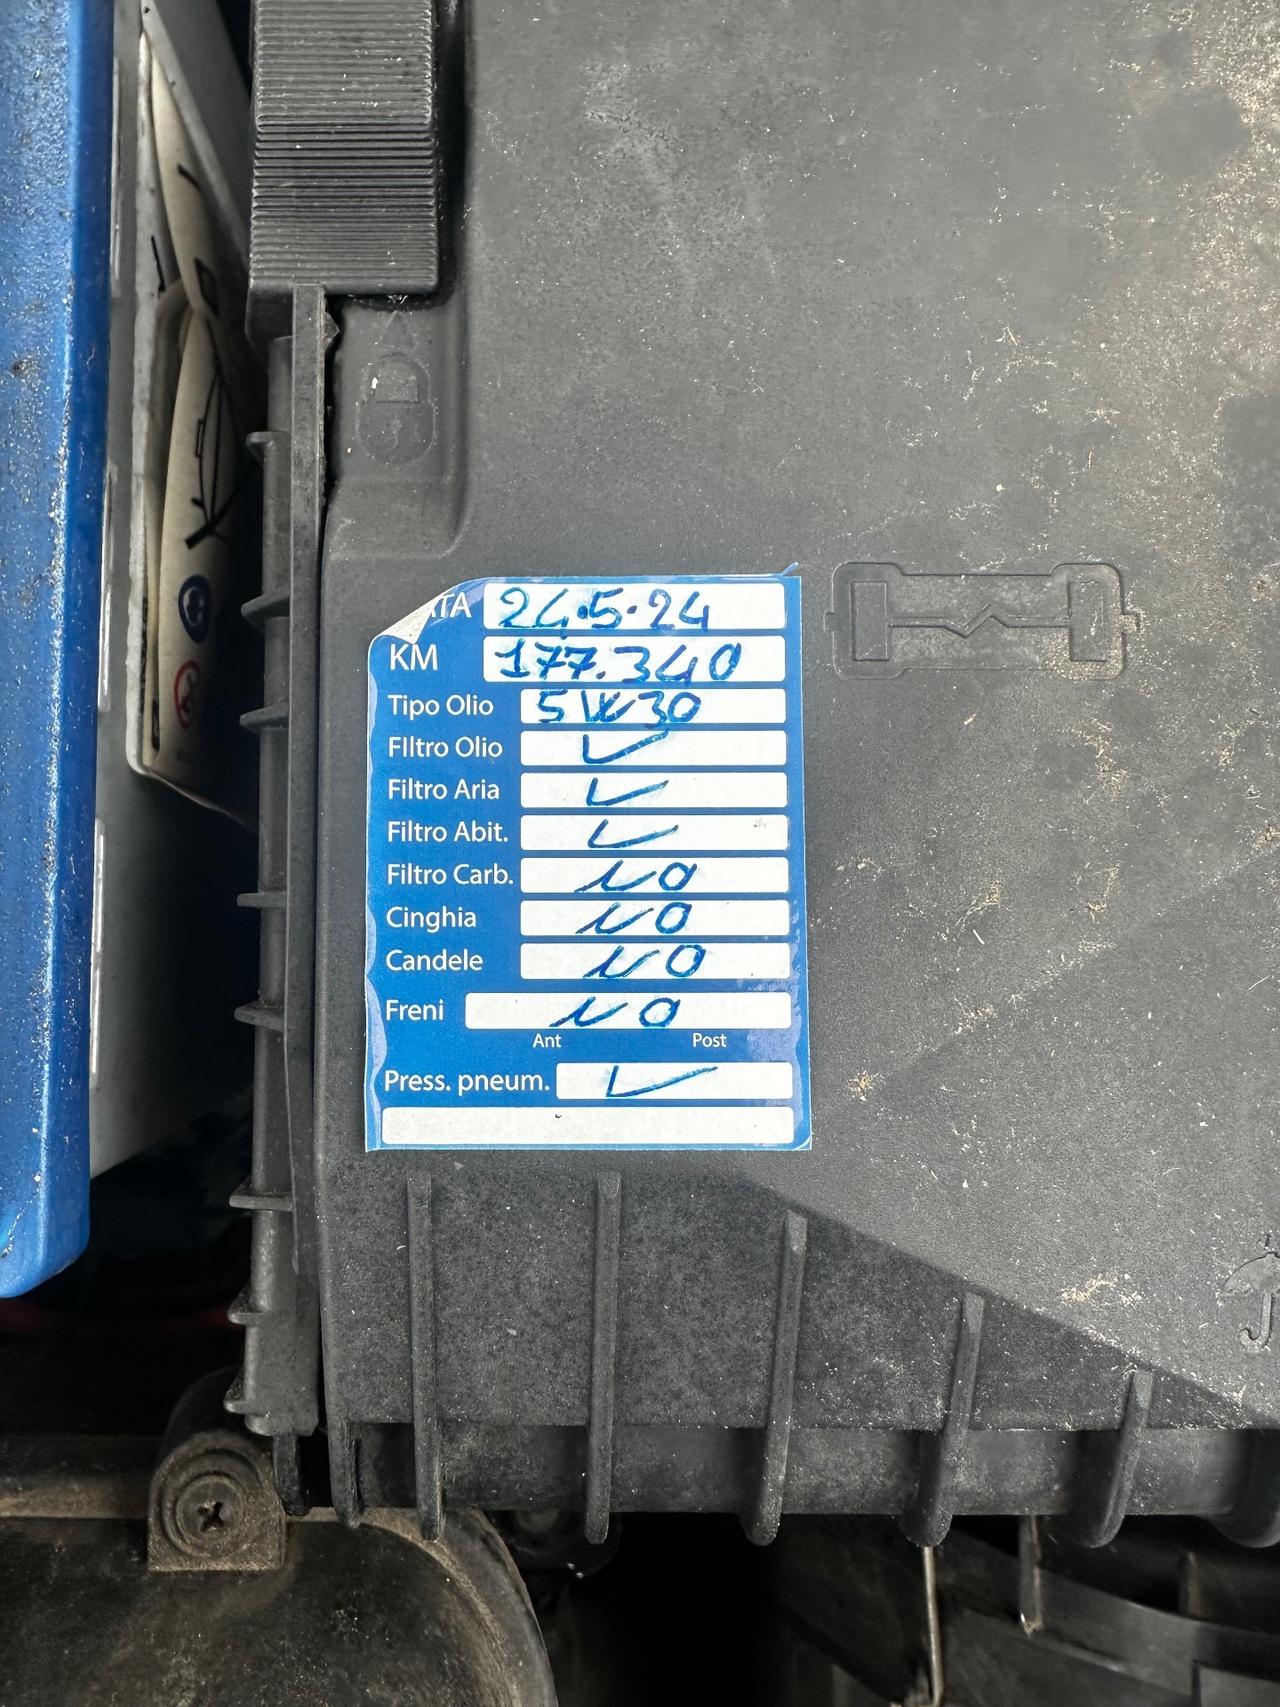 ATA 24.5.24
KM 177.340
Tipo Olio 5W30
FIltro Olio ✓
Filtro Aria ✓
Filtro Abit. ✓
Filtro Carb. NO
Cinghia NO
Candele NO
Freni NO
Ant Post
Press. pneum. ✓